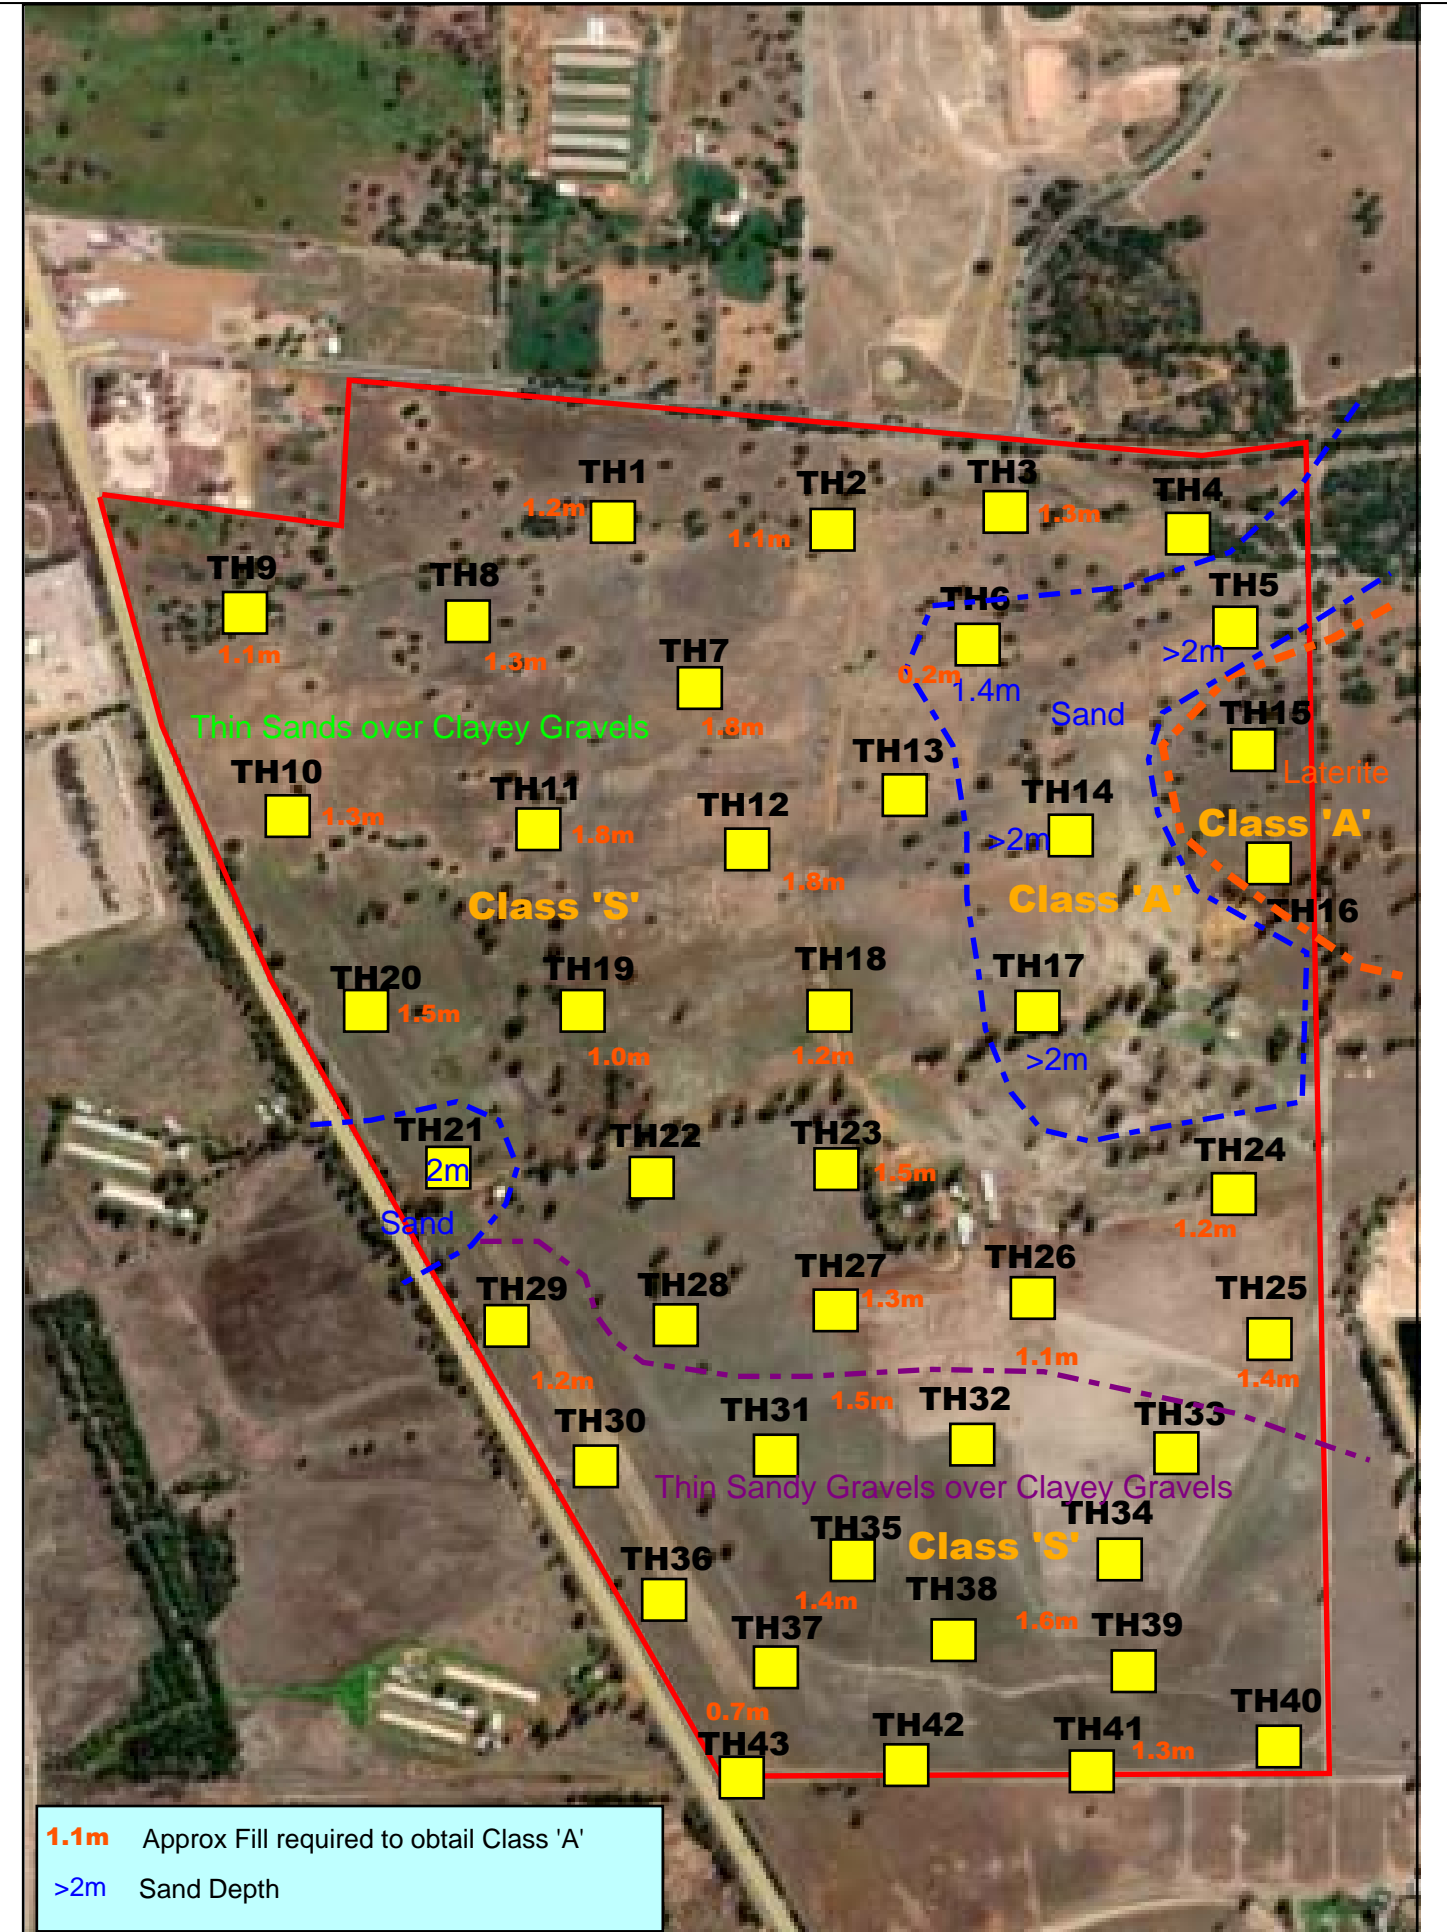 TH1
1.2m
TH2
1.1m
TH3
1.3m
TH4
TH9
1.1m
TH8
1.3m
TH7
1.8m
TH6
0.2m
1.4m
TH5
>2m
Sand
TH15
Laterite
Thin Sands over Clayey Gravels
TH10
1.3m
TH11
1.8m
TH12
1.8m
TH13
TH14
>2m
Class 'A'
Class 'A'
TH16
Class 'S'
TH20
1.5m
TH19
1.0m
TH18
1.2m
TH17
>2m
TH21
2m
Sand
TH22
TH23
1.5m
TH24
1.2m
TH29
1.2m
TH28
TH27
1.3m
TH26
1.1m
TH25
1.4m
TH30
TH31
1.5m
TH32
TH33
Thin Sandy Gravels over Clayey Gravels
TH34
TH35
1.4m
Class 'S'
TH36
TH38
1.6m
TH39
TH37
0.7m
TH43
TH42
TH41
1.3m
TH40
1.1m Approx Fill required to obtail Class 'A'
>2m Sand Depth